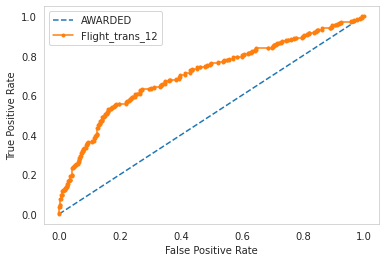 AWARDED
Flight_trans_12
True Positive Rate
1.0
0.8
0.6
0.4
0.2
0.0
0.0 0.2 0.4 0.6 0.8 1.0
False Positive Rate